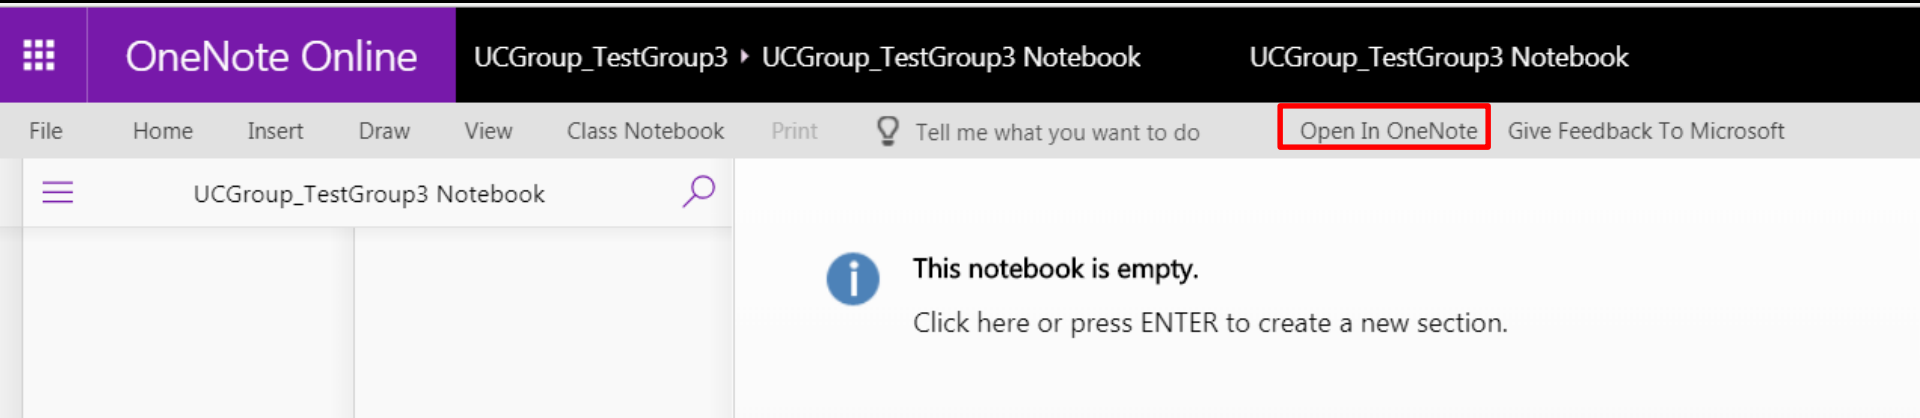 OneNote Online UCGroup_TestGroup3 UCGroup_TestGroup3 Notebook UCGroup_TestGroup3 Notebook
File Home Insert Draw View Class Notebook Print Tell me what you want to do Open In OneNote Give Feedback To Microsoft
UCGroup_TestGroup3 Notebook
This notebook is empty.
Click here or press ENTER to create a new section.